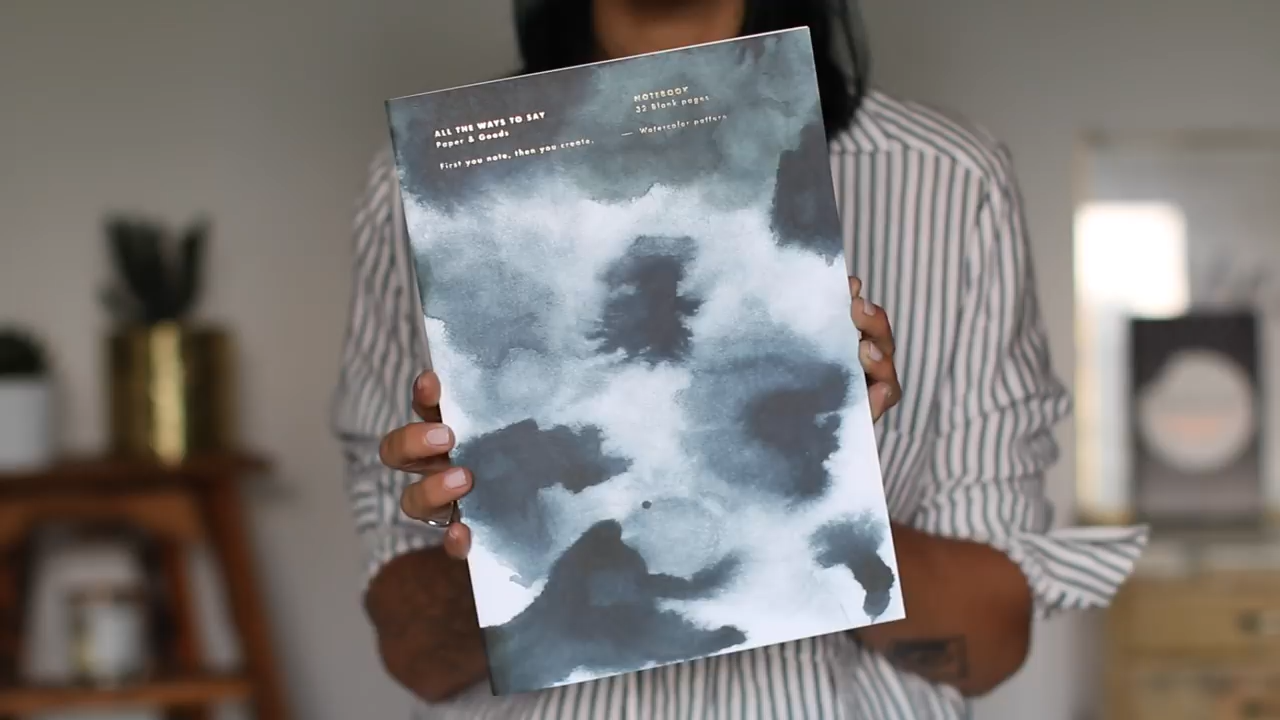 ALL THE WAYS TO SAY
Paper & Goods
First you note, then you create.
NOTEBOOK
32 Blank pages
— Watercolor pattern